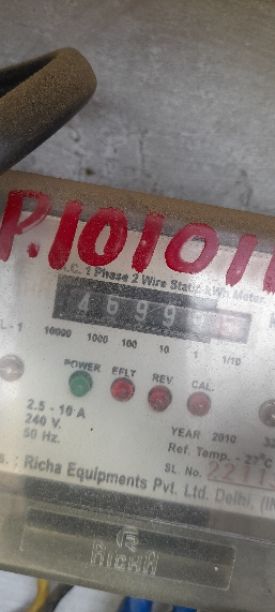 P.101011
A.C. 1 Phase 2 Wire Static kWh Meter
4699
10000 1000 100 10 1 1/10
POWER EFLT REV CAL.
2.5 - 10 A
240 V.
50 Hz.
YEAR 2010
Ref. Temp. - 27°C
SL. No. 2211
Richa Equipments Pvt. Ltd. Delhi, (IN
RICHA